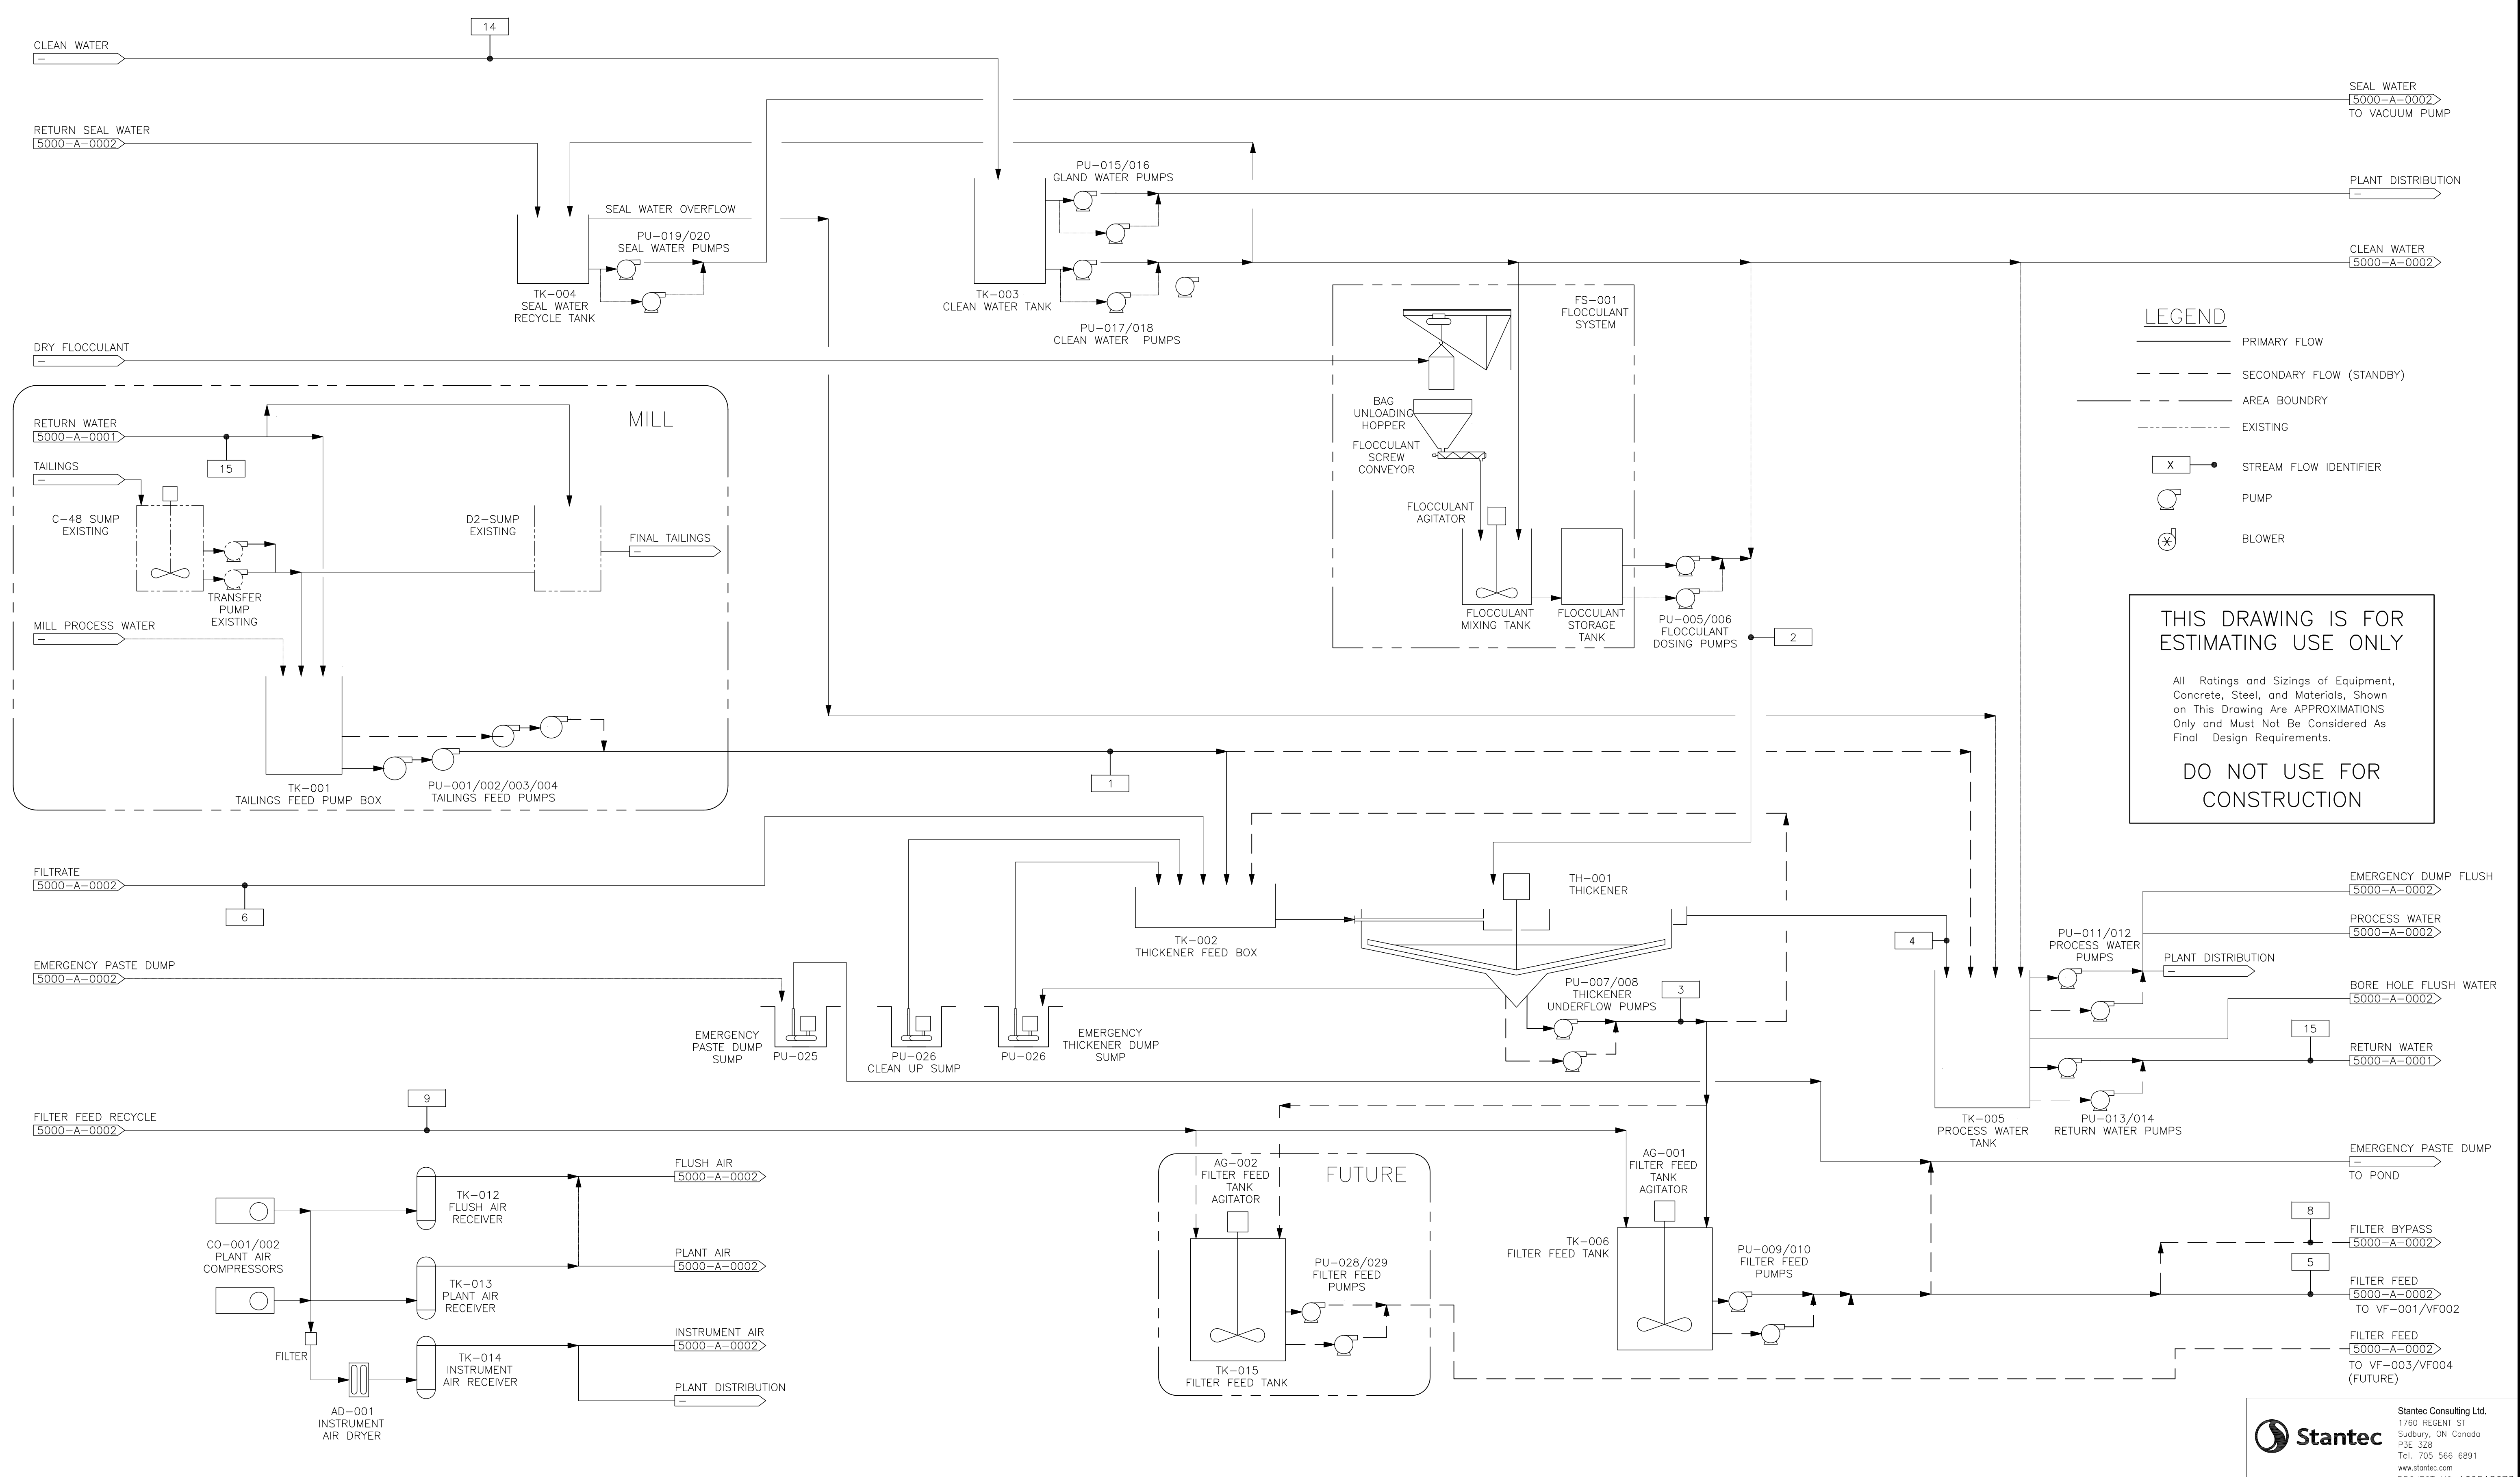 14
CLEAN WATER
–
SEAL WATER
5000-A-0002
TO VACUUM PUMP
RETURN SEAL WATER
5000-A-0002
PU-015/016
GLAND WATER PUMPS
PLANT DISTRIBUTION
–
SEAL WATER OVERFLOW
PU-019/020
SEAL WATER PUMPS
CLEAN WATER
5000-A-0002
TK-004
SEAL WATER
RECYCLE TANK
TK-003
CLEAN WATER TANK
PU-017/018
CLEAN WATER PUMPS
FS-001
FLOCCULANT
SYSTEM
DRY FLOCCULANT
–
LEGEND
PRIMARY FLOW
SECONDARY FLOW (STANDBY)
AREA BOUNDRY
EXISTING
X
STREAM FLOW IDENTIFIER
PUMP
BLOWER
MILL
RETURN WATER
5000-A-0001
15
TAILINGS
–
C-48 SUMP
EXISTING
D2-SUMP
EXISTING
FINAL TAILINGS
–
TRANSFER
PUMP
EXISTING
MILL PROCESS WATER
–
TK-001
TAILINGS FEED PUMP BOX
PU-001/002/003/004
TAILINGS FEED PUMPS
BAG
UNLOADING
HOPPER
FLOCCULANT
SCREW
CONVEYOR
FLOCCULANT
AGITATOR
FLOCCULANT
MIXING TANK
FLOCCULANT
STORAGE
TANK
PU-005/006
FLOCCULANT
DOSING PUMPS
2
1
THIS DRAWING IS FOR
ESTIMATING USE ONLY
All Ratings and Sizings of Equipment,
Concrete, Steel, and Materials, Shown
on This Drawing Are APPROXIMATIONS
Only and Must Not Be Considered As
Final Design Requirements.
DO NOT USE FOR
CONSTRUCTION
FILTRATE
5000-A-0002
6
TK-002
THICKENER FEED BOX
TH-001
THICKENER
4
EMERGENCY DUMP FLUSH
5000-A-0002
PROCESS WATER
5000-A-0002
PU-011/012
PROCESS WATER
PUMPS
PLANT DISTRIBUTION
–
EMERGENCY PASTE DUMP
5000-A-0002
EMERGENCY
PASTE DUMP
SUMP
PU-025
PU-026
CLEAN UP SUMP
PU-026
EMERGENCY
THICKENER DUMP
SUMP
PU-007/008
THICKENER
UNDERFLOW PUMPS
3
BORE HOLE FLUSH WATER
5000-A-0002
15
RETURN WATER
5000-A-0001
TK-005
PROCESS WATER
TANK
PU-013/014
RETURN WATER PUMPS
9
FILTER FEED RECYCLE
5000-A-0002
EMERGENCY PASTE DUMP
–
TO POND
FLUSH AIR
5000-A-0002
TK-012
FLUSH AIR
RECEIVER
CO-001/002
PLANT AIR
COMPRESSORS
PLANT AIR
5000-A-0002
TK-013
PLANT AIR
RECEIVER
INSTRUMENT AIR
5000-A-0002
FILTER
TK-014
INSTRUMENT
AIR RECEIVER
PLANT DISTRIBUTION
–
AD-001
INSTRUMENT
AIR DRYER
AG-002
FILTER FEED
TANK
AGITATOR
FUTURE
PU-028/029
FILTER FEED
PUMPS
TK-015
FILTER FEED TANK
AG-001
FILTER FEED
TANK
AGITATOR
TK-006
FILTER FEED TANK
PU-009/010
FILTER FEED
PUMPS
8
FILTER BYPASS
5000-A-0002
5
FILTER FEED
5000-A-0002
TO VF-001/VF002
FILTER FEED
5000-A-0002
TO VF-003/VF004
(FUTURE)
Stantec
Stantec Consulting Ltd.
1760 REGENT ST
Sudbury, ON Canada
P3E 3Z8
Tel. 705 566 6891
www.stantec.com